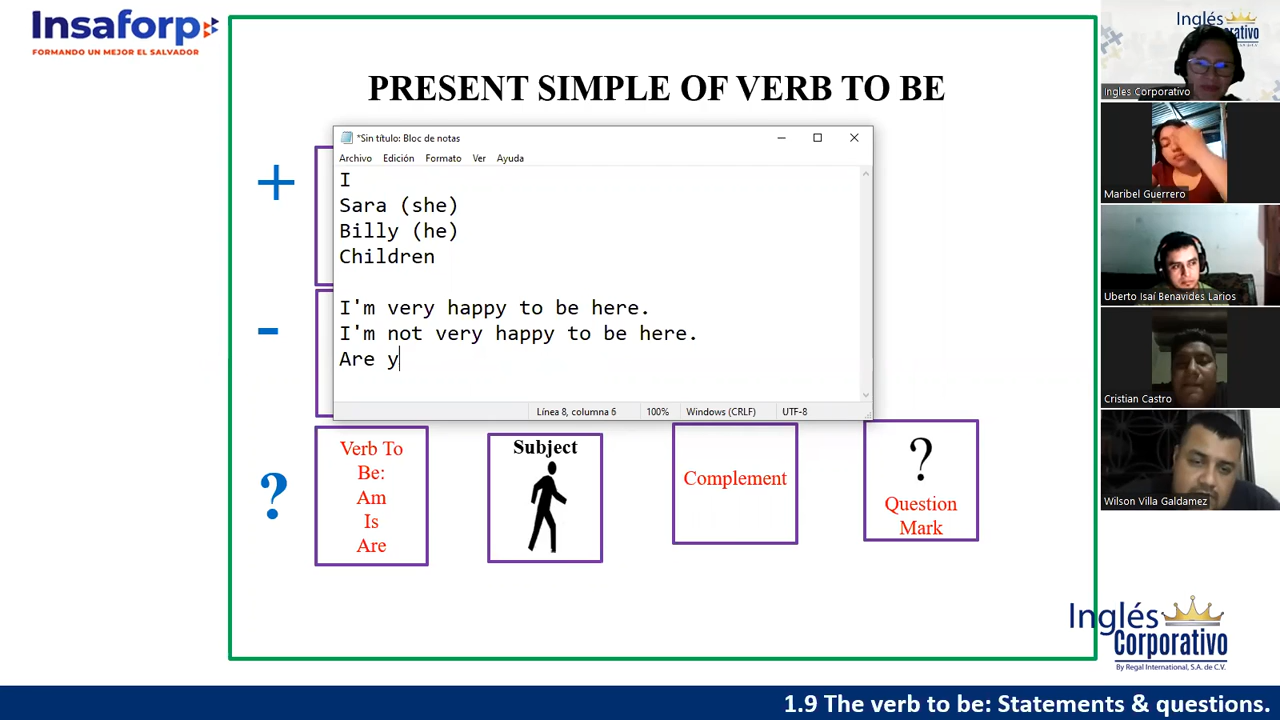 Insaforp
FORMANDO UN MEJOR EL SALVADOR
PRESENT SIMPLE OF VERB TO BE
*Sin título: Bloc de notas
Archivo Edición Formato Ver Ayuda
I
Sara (she)
Billy (he)
Children
I'm very happy to be here.
I'm not very happy to be here.
Are y
Línea 8, columna 6 100% Windows (CRLF) UTF-8
+
-
?
Verb To
Be:
Am
Is
Are
Subject
Complement
?
Question
Mark
Inglés
Corporativo
By Regal International, S.A. de C.V.
1.9 The verb to be: Statements & questions.
Inglés
Ingles Corporativo
Maribel Guerrero
Uberto Isaí Benavides Larios
Cristian Castro
Wilson Villa Galdamez